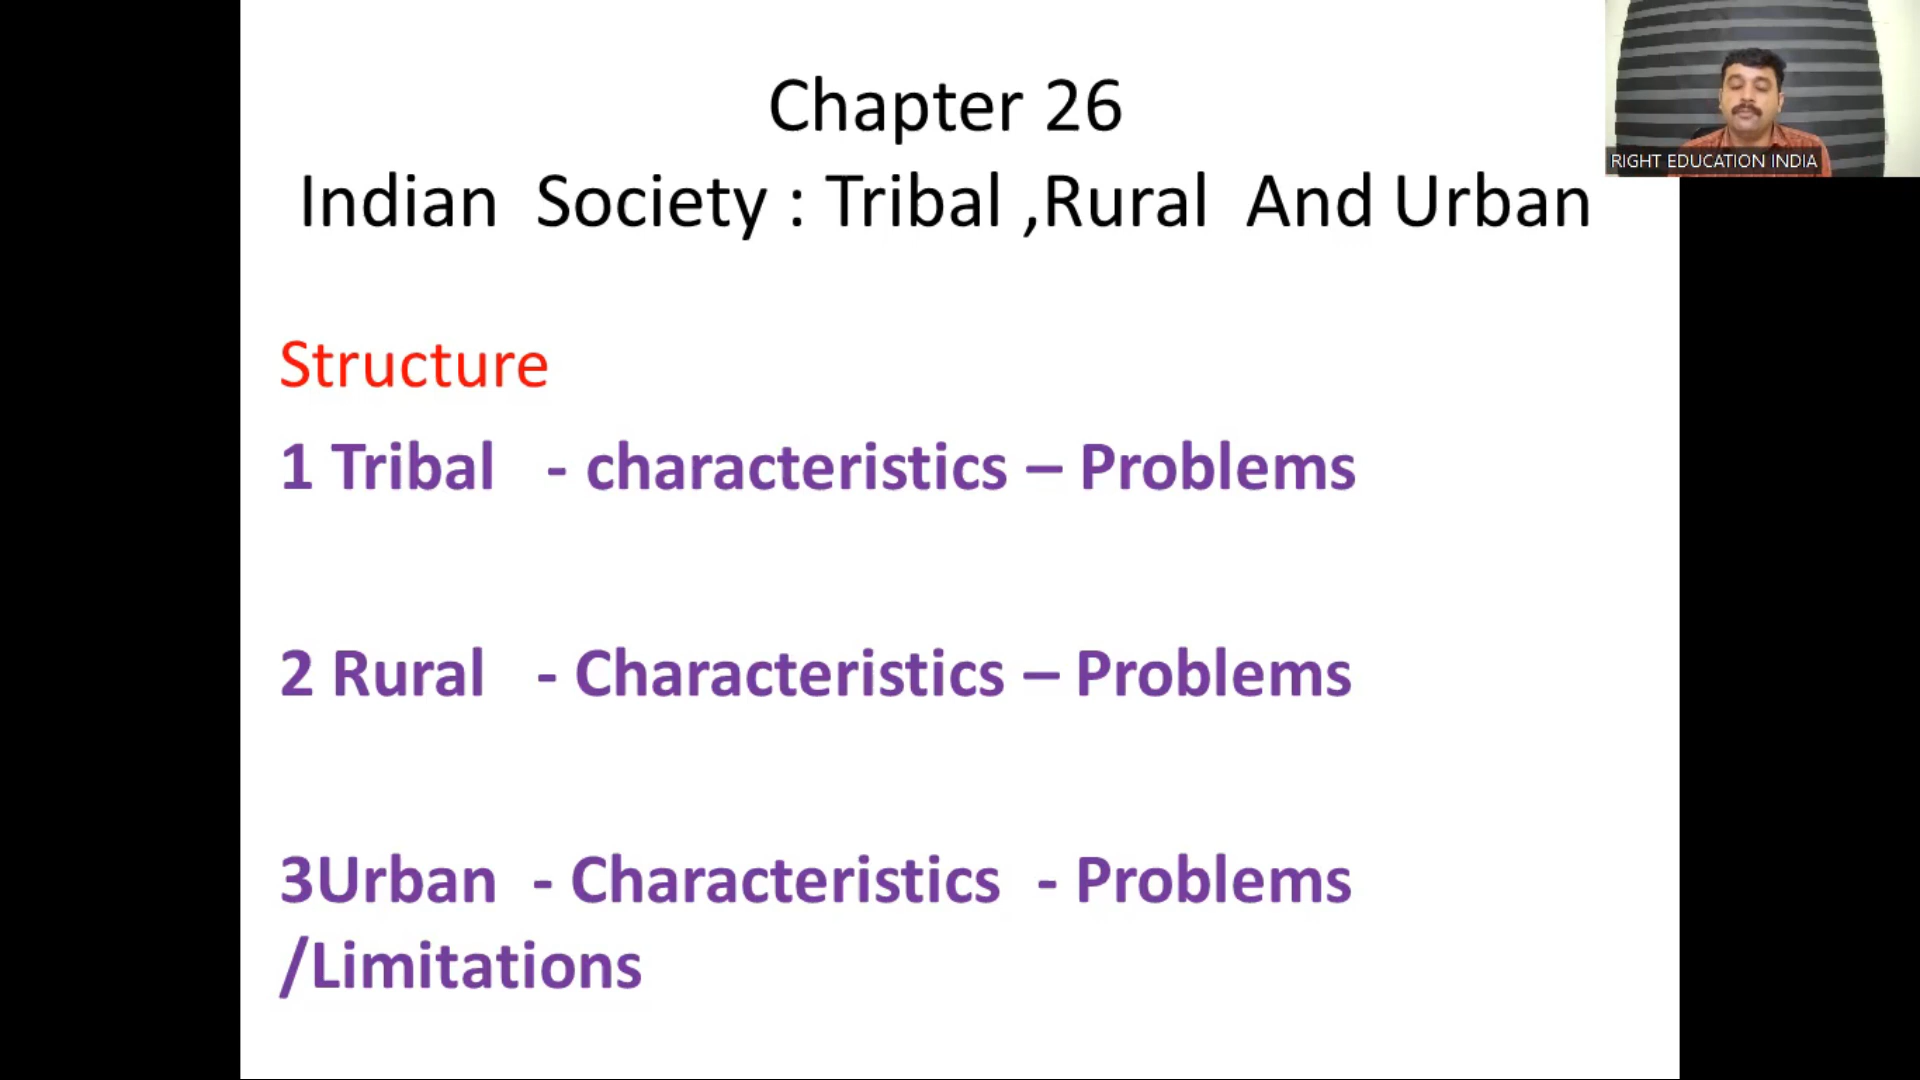 Chapter 26
Indian Society : Tribal ,Rural And Urban
RIGHT EDUCATION INDIA
Structure
1 Tribal - characteristics – Problems
2 Rural - Characteristics – Problems
3Urban - Characteristics - Problems
/Limitations